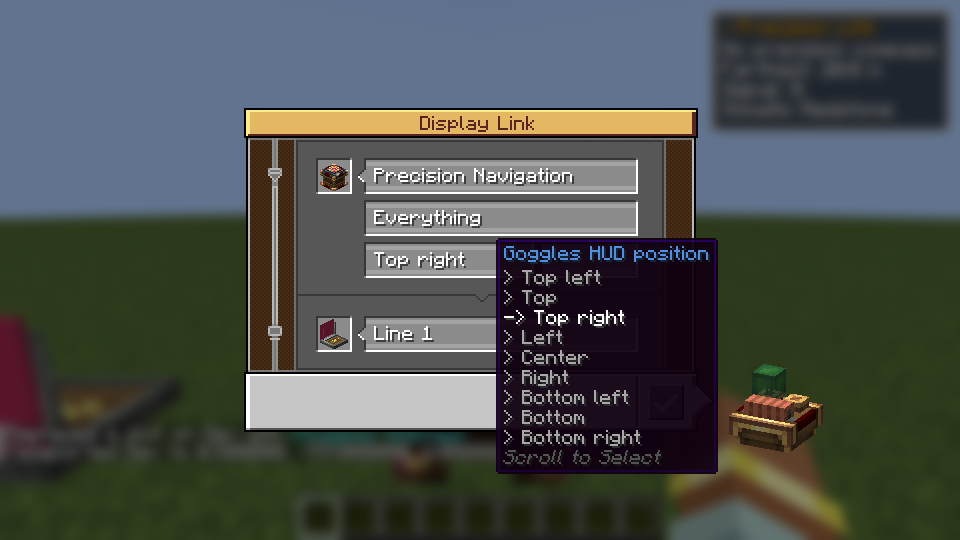 Display Link
Precision Navigation
Everything
Top right
Goggles HUD position
> Top left
> Top
-> Top right
> Left
> Center
> Right
> Bottom left
> Bottom
> Bottom right
Scroll to Select
Line 1